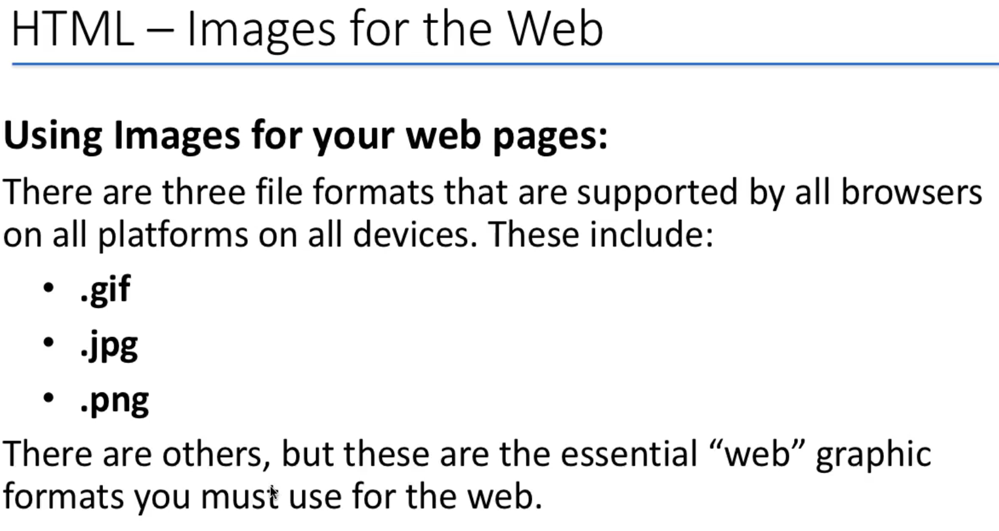 HTML – Images for the Web
Using Images for your web pages:
There are three file formats that are supported by all browsers
on all platforms on all devices. These include:
• .gif
• .jpg
• .png
There are others, but these are the essential “web” graphic
formats you must use for the web.